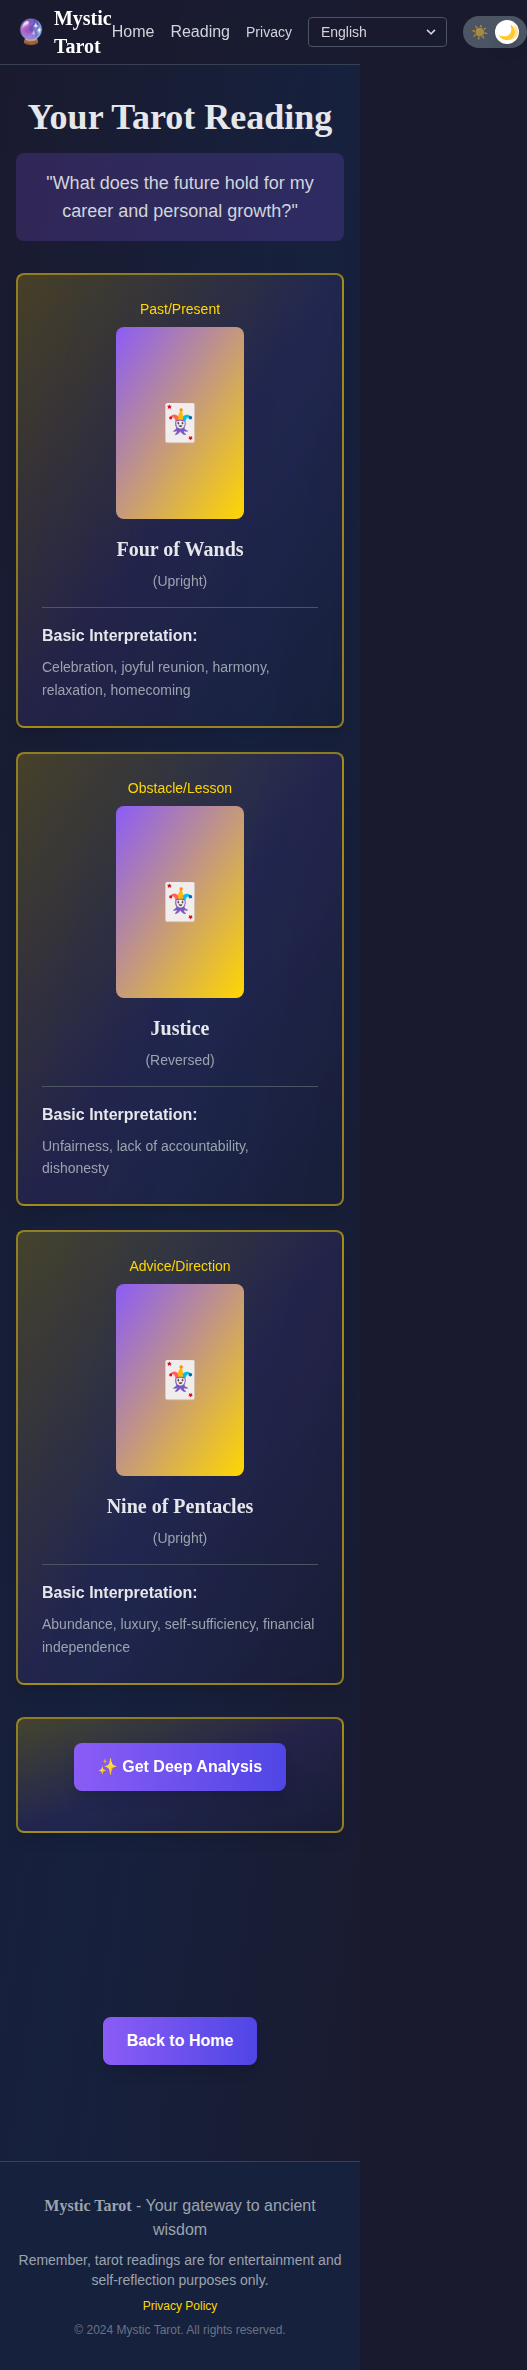 Mystic
Tarot
Home Reading Privacy English
Your Tarot Reading
"What does the future hold for my
career and personal growth?"
Past/Present
Four of Wands
(Upright)
Basic Interpretation:
Celebration, joyful reunion, harmony,
relaxation, homecoming
Obstacle/Lesson
Justice
(Reversed)
Basic Interpretation:
Unfairness, lack of accountability,
dishonesty
Advice/Direction
Nine of Pentacles
(Upright)
Basic Interpretation:
Abundance, luxury, self-sufficiency, financial
independence
✨ Get Deep Analysis
Back to Home
Mystic Tarot - Your gateway to ancient
wisdom
Remember, tarot readings are for entertainment and
self-reflection purposes only.
Privacy Policy
© 2024 Mystic Tarot. All rights reserved.